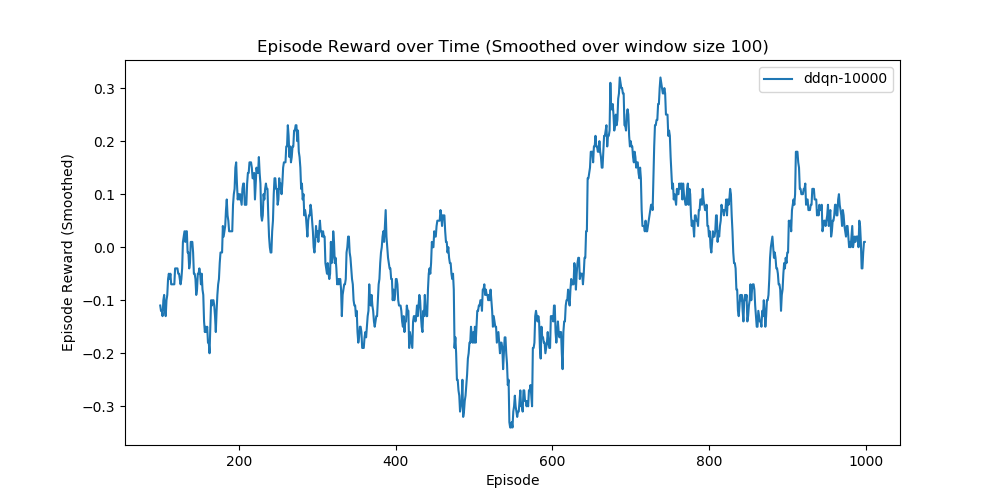 Episode Reward over Time (Smoothed over window size 100)
ddqn-10000
Episode Reward (Smoothed)
0.3
0.2
0.1
0.0
−0.1
−0.2
−0.3
200 400 600 800 1000
Episode